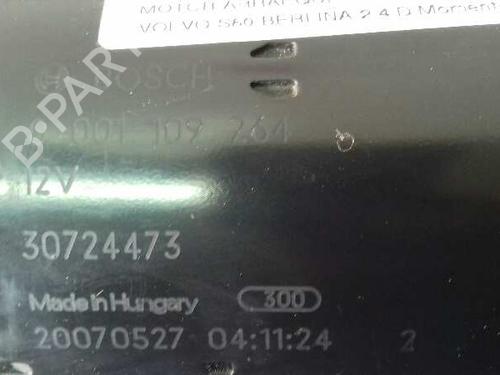 VOLVO S60 BERLINA 2.4 D Moment
BOSCH
001 109 264
12V
30724473
Made in Hungary 300
20070527 04:11:24 2
B-PARTS